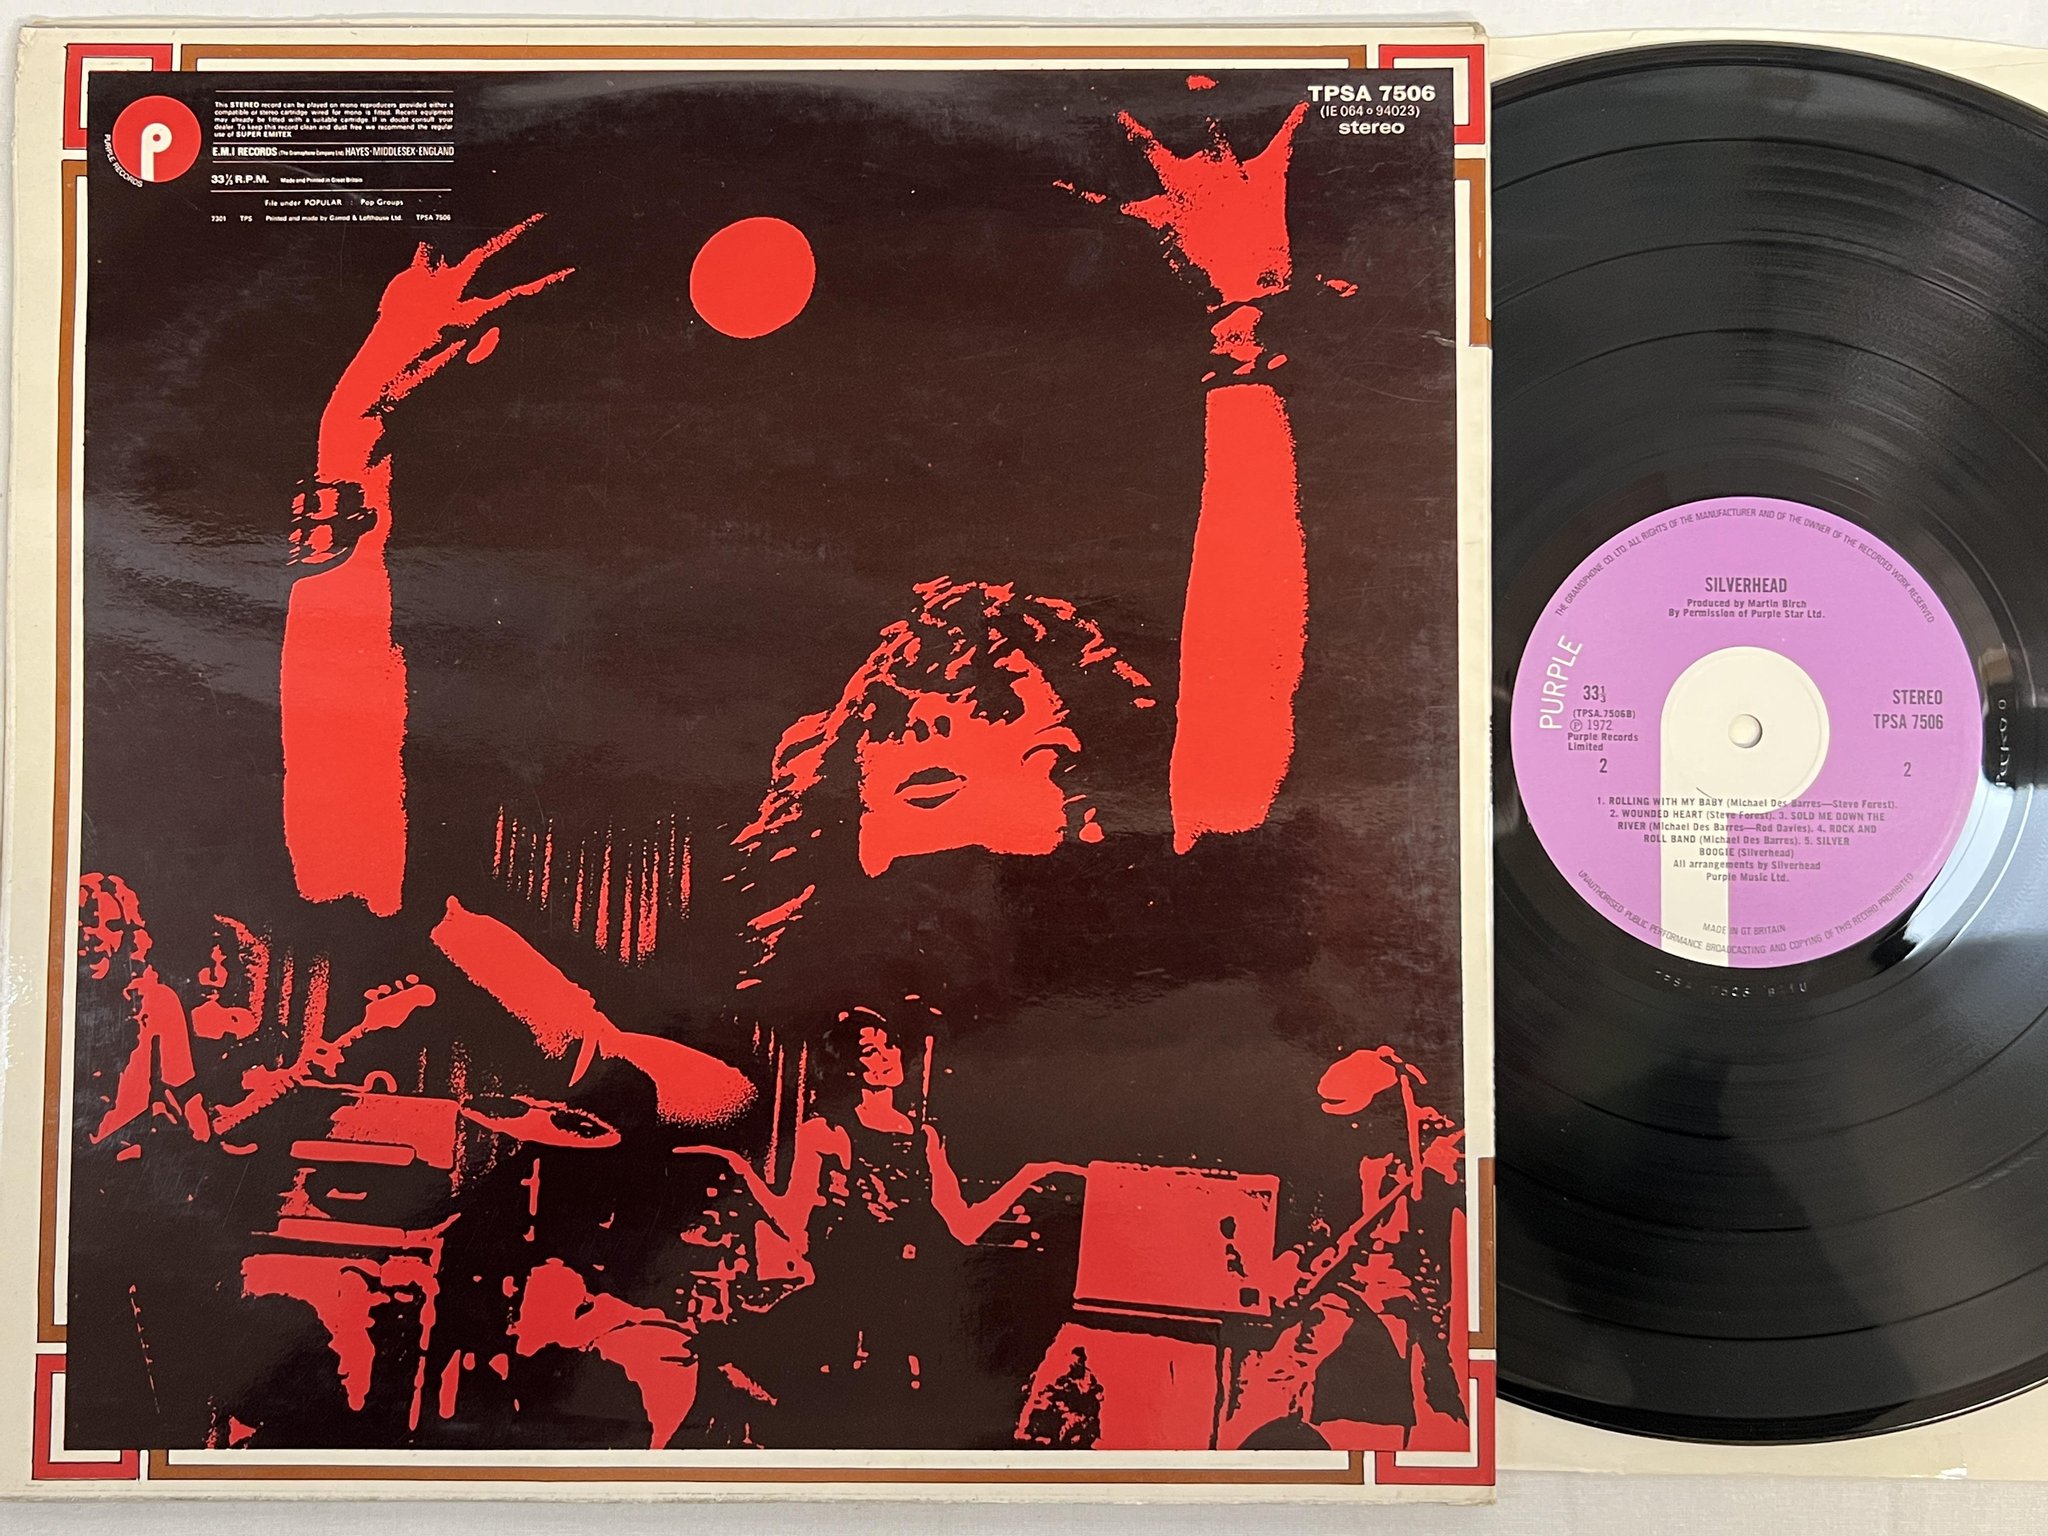 P
PURPLE RECORDS
This STEREO record can be played on mono reproducers provided either a
compatible or stereo cartridge wired for mono is fitted. Recent equipment
may already be fitted with a suitable cartridge. If in doubt consult your
dealer. To keep this record clean and dust free we recommend the regular
use of SUPER EMITEX
E.M.I RECORDS (The Gramophone Company Ltd) HAYES·MIDDLESEX·ENGLAND
33 1/3 R.P.M. Made and Printed in Great Britain
File under POPULAR : Pop Groups
7301 TPS Printed and made by Garrod & Lofthouse Ltd. TPSA 7506
TPSA 7506
(IE 064 o 94023)
stereo
THE GRAMOPHONE CO. LTD. ALL RIGHTS OF THE MANUFACTURER AND OF THE OWNER OF THE RECORDED WORK RESERVED
SILVERHEAD
Produced by Martin Birch
By Permission of Purple Star Ltd.
PURPLE
33⅓
(TPSA.7506B)
℗ 1972
Purple Records
Limited
2
STEREO
TPSA 7506
2
1. ROLLING WITH MY BABY (Michael Des Barres—Steve Forest).
2. WOUNDED HEART (Steve Forest). 3. SOLD ME DOWN THE
RIVER (Michael Des Barres—Rod Davies). 4. ROCK AND
ROLL BAND (Michael Des Barres). 5. SILVER
BOOGIE (Silverhead)
All arrangements by Silverhead
Purple Music Ltd.
MADE IN GT BRITAIN
UNAUTHORISED PUBLIC PERFORMANCE BROADCASTING AND COPYING OF THIS RECORD PROHIBITED
TPSA 7506